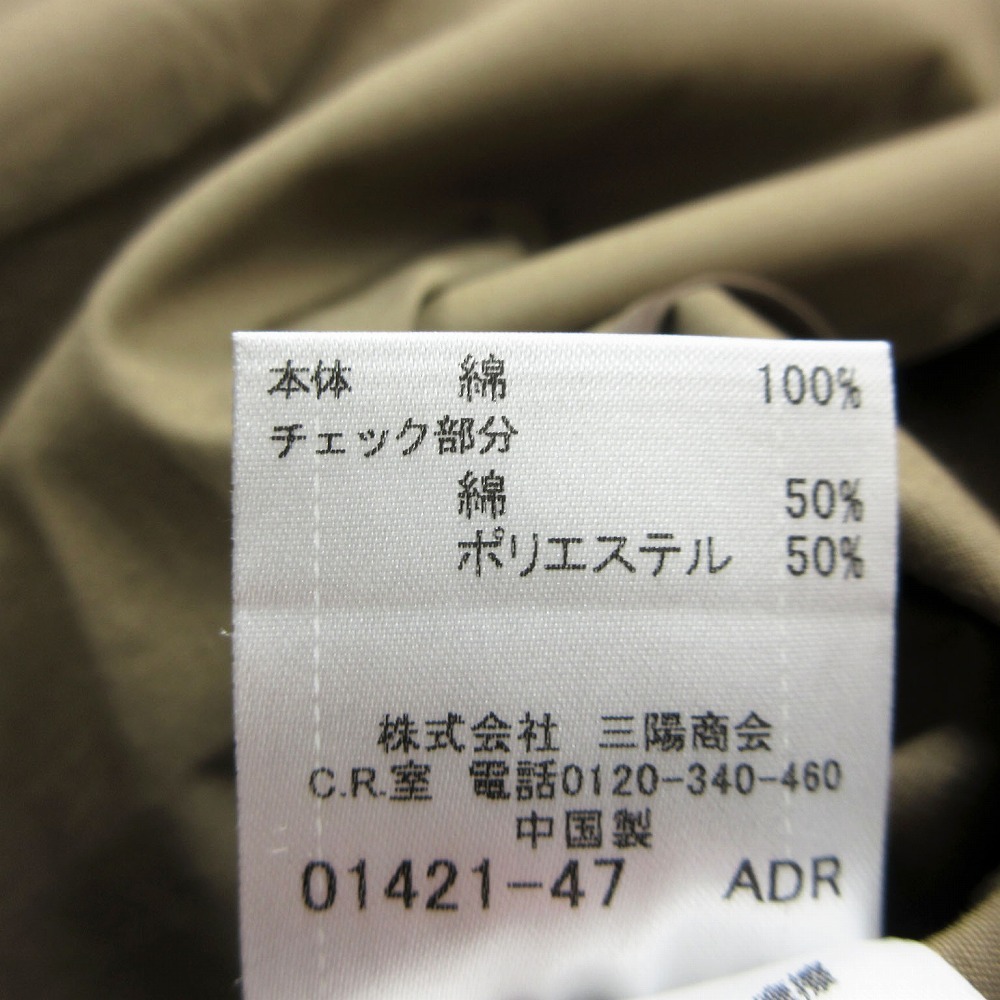 本体 綿 100%
チェック部分
綿 50%
ポリエステル 50%
株式会社 三陽商会
C.R.室 電話0120-340-460
中国製
01421-47 ADR